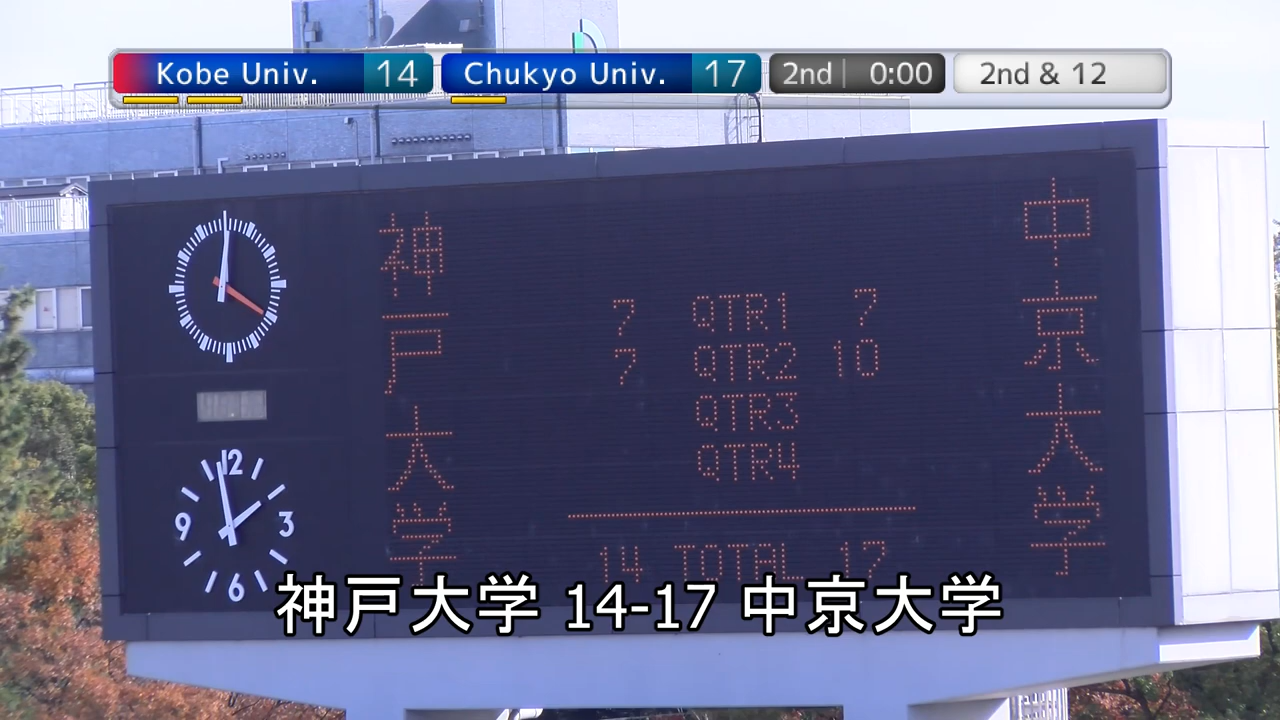 Kobe Univ. 14 Chukyo Univ. 17 2nd 0:00 2nd & 12
神戸大学
中京大学
7 QTR1 7
7 QTR2 10
QTR3
QTR4
14 TOTAL 17
12
9 3
6
神戸大学 14-17 中京大学